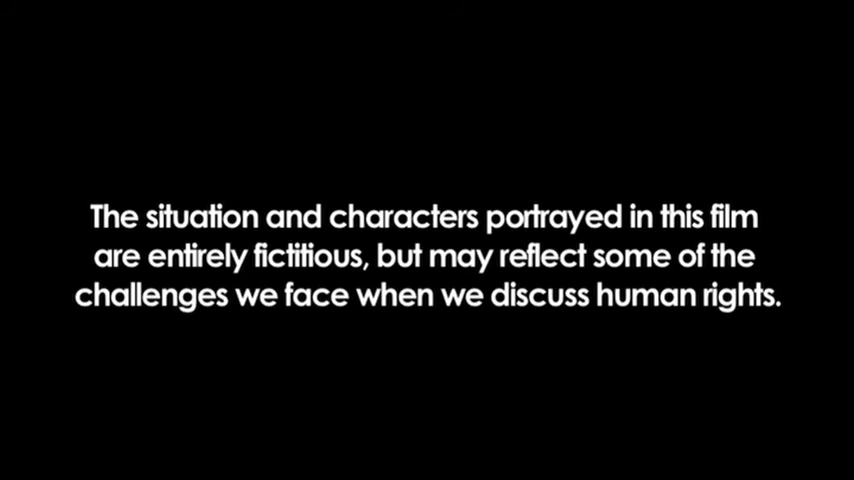 The situation and characters portrayed in this film
are entirely fictitious, but may reflect some of the
challenges we face when we discuss human rights.